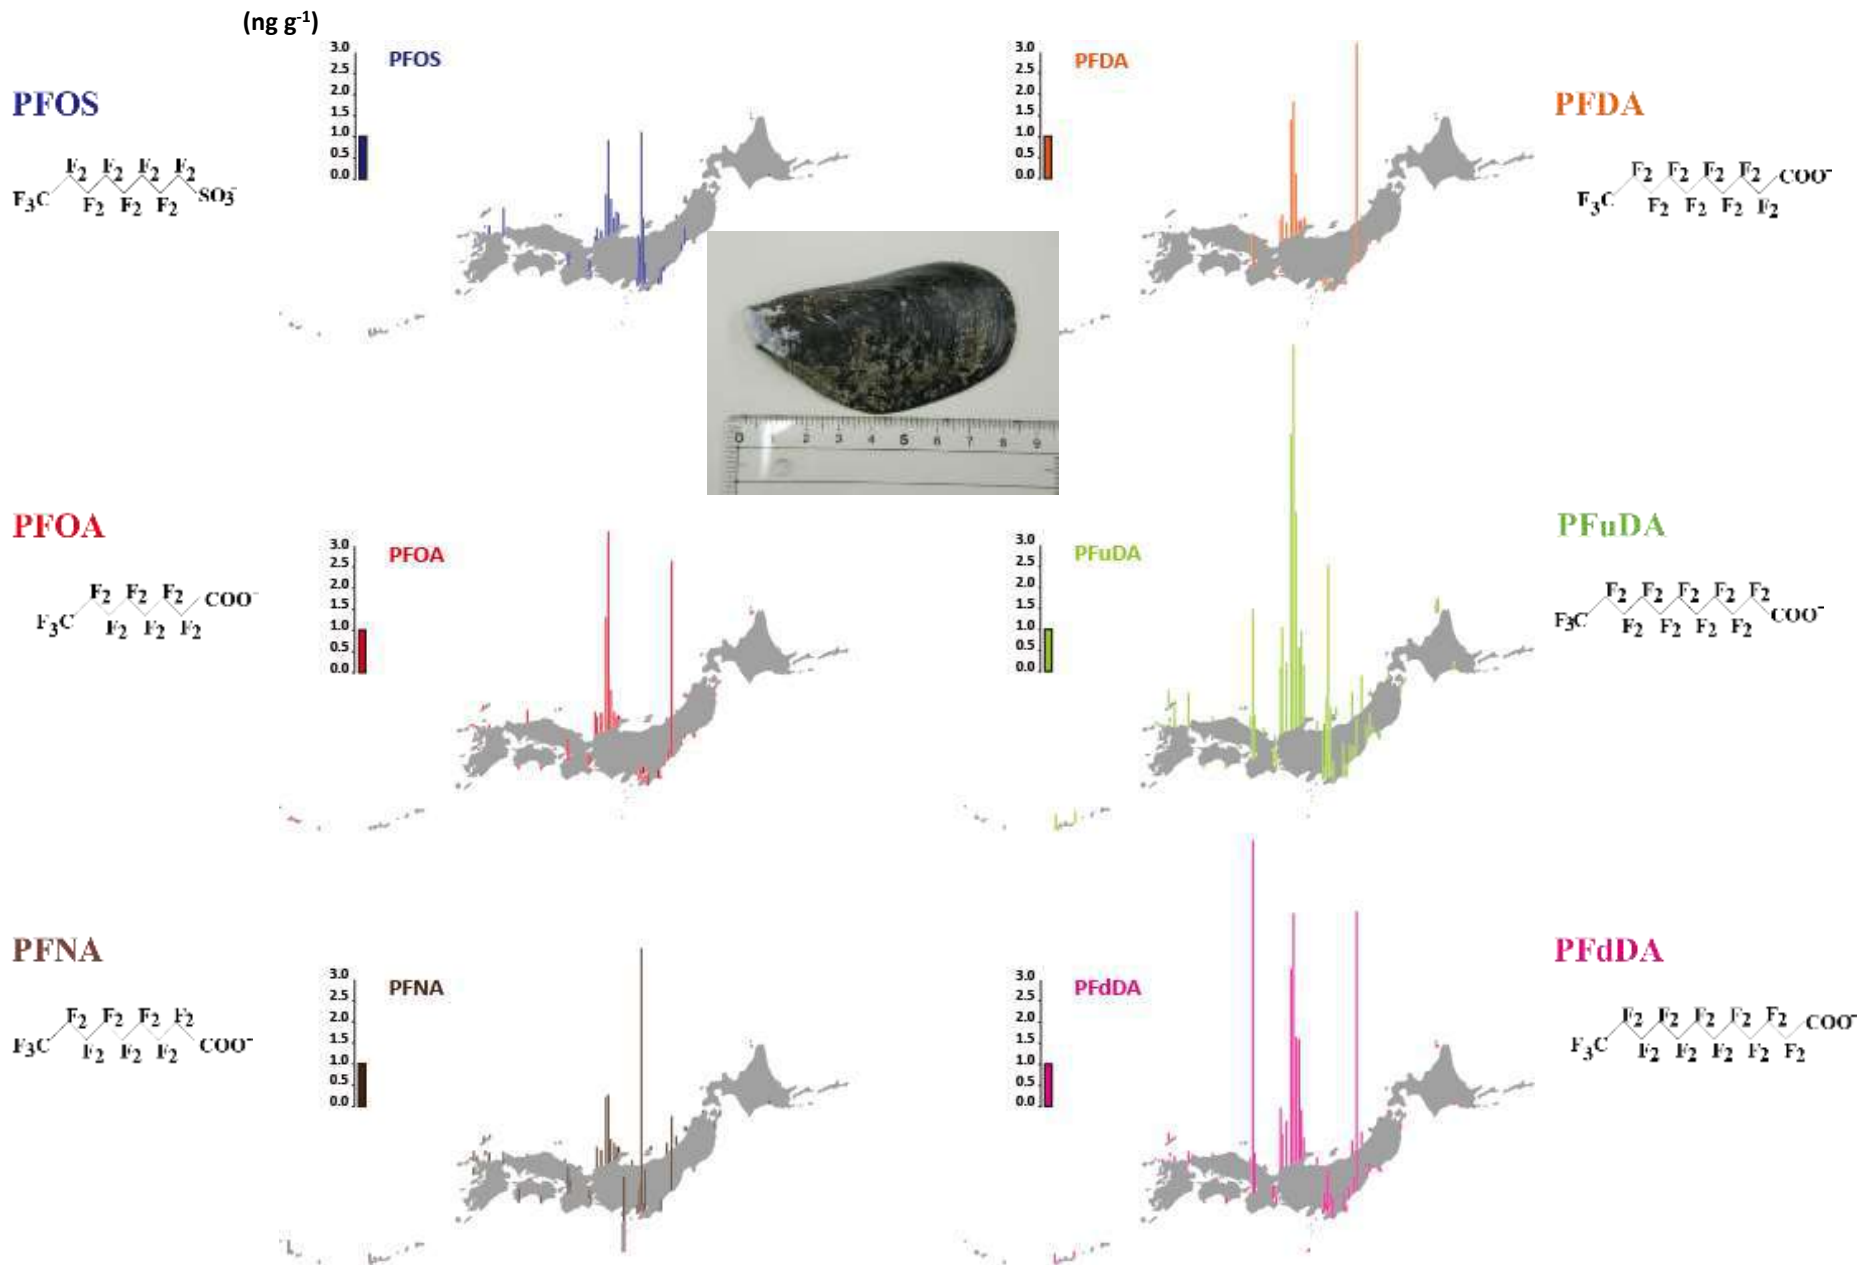 (ng g-1)
PFOS
F2 F2 F2 F2
F3C F2 F2 F2 SO3-
3.0
2.5
2.0
1.5
1.0
0.5
0.0
PFOS
3.0
2.5
2.0
1.5
1.0
0.5
0.0
PFDA
PFDA
F2 F2 F2 F2 COO-
F3C F2 F2 F2 F2
0 1 2 3 4 5 6 7 8 9
PFOA
F2 F2 F2 COO-
F3C F2 F2 F2
3.0
2.5
2.0
1.5
1.0
0.5
0.0
PFOA
3.0
2.5
2.0
1.5
1.0
0.5
0.0
PFuDA
PFuDA
F2 F2 F2 F2 F2
F3C F2 F2 F2 F2 COO-
PFNA
F2 F2 F2 F2
F3C F2 F2 F2 COO-
3.0
2.5
2.0
1.5
1.0
0.5
0.0
PFNA
3.0
2.5
2.0
1.5
1.0
0.5
0.0
PFdDA
PFdDA
F2 F2 F2 F2 F2 COO-
F3C F2 F2 F2 F2 F2